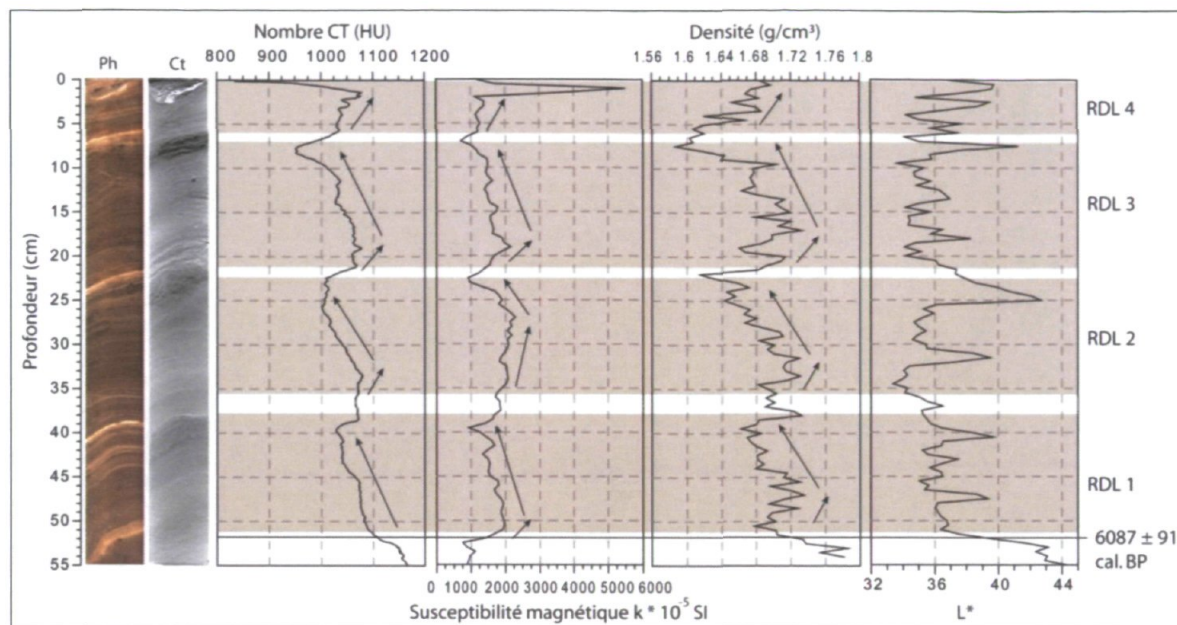 Nombre CT (HU) Densité (g/cm³)
Ph Ct 800 900 1000 1100 1200 1.56 1.6 1.64 1.68 1.72 1.76 1.8
Profondeur (cm)
0
5
10
15
20
25
30
35
40
45
50
55
RDL 4
RDL 3
RDL 2
RDL 1
6087 ± 91
cal. BP
0 1000 2000 3000 4000 5000 6000 32 36 40 44
Susceptibilité magnétique k * 10⁻⁵ SI L*